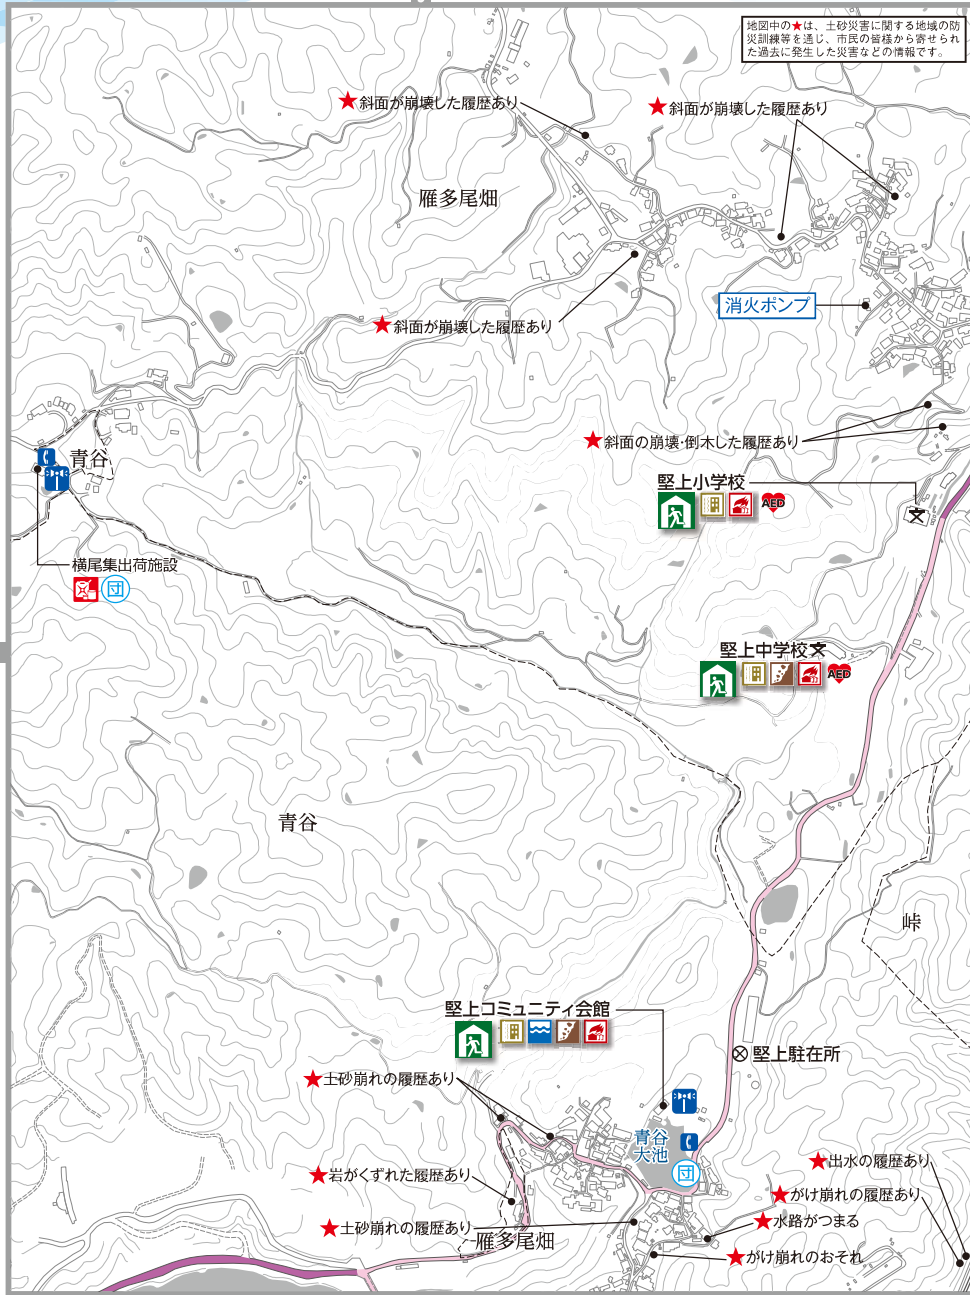 地図中の★は、土砂災害に関する地域の防
災訓練等を通じ、市民の皆様から寄せられ
た過去に発生した災害などの情報です。
★斜面が崩壊した履歴あり
★斜面が崩壊した履歴あり
雁多尾畑
消火ポンプ
★斜面が崩壊した履歴あり
★斜面の崩壊・倒木した履歴あり
青谷
堅上小学校
AED
横尾集出荷施設
団
堅上中学校
AED
青谷
峠
堅上コミュニティ会館
堅上駐在所
★土砂崩れの履歴あり
青谷
大池
団
★出水の履歴あり
★岩がくずれた履歴あり
★がけ崩れの履歴あり
★水路がつまる
★土砂崩れの履歴あり
雁多尾畑
★がけ崩れのおそれ